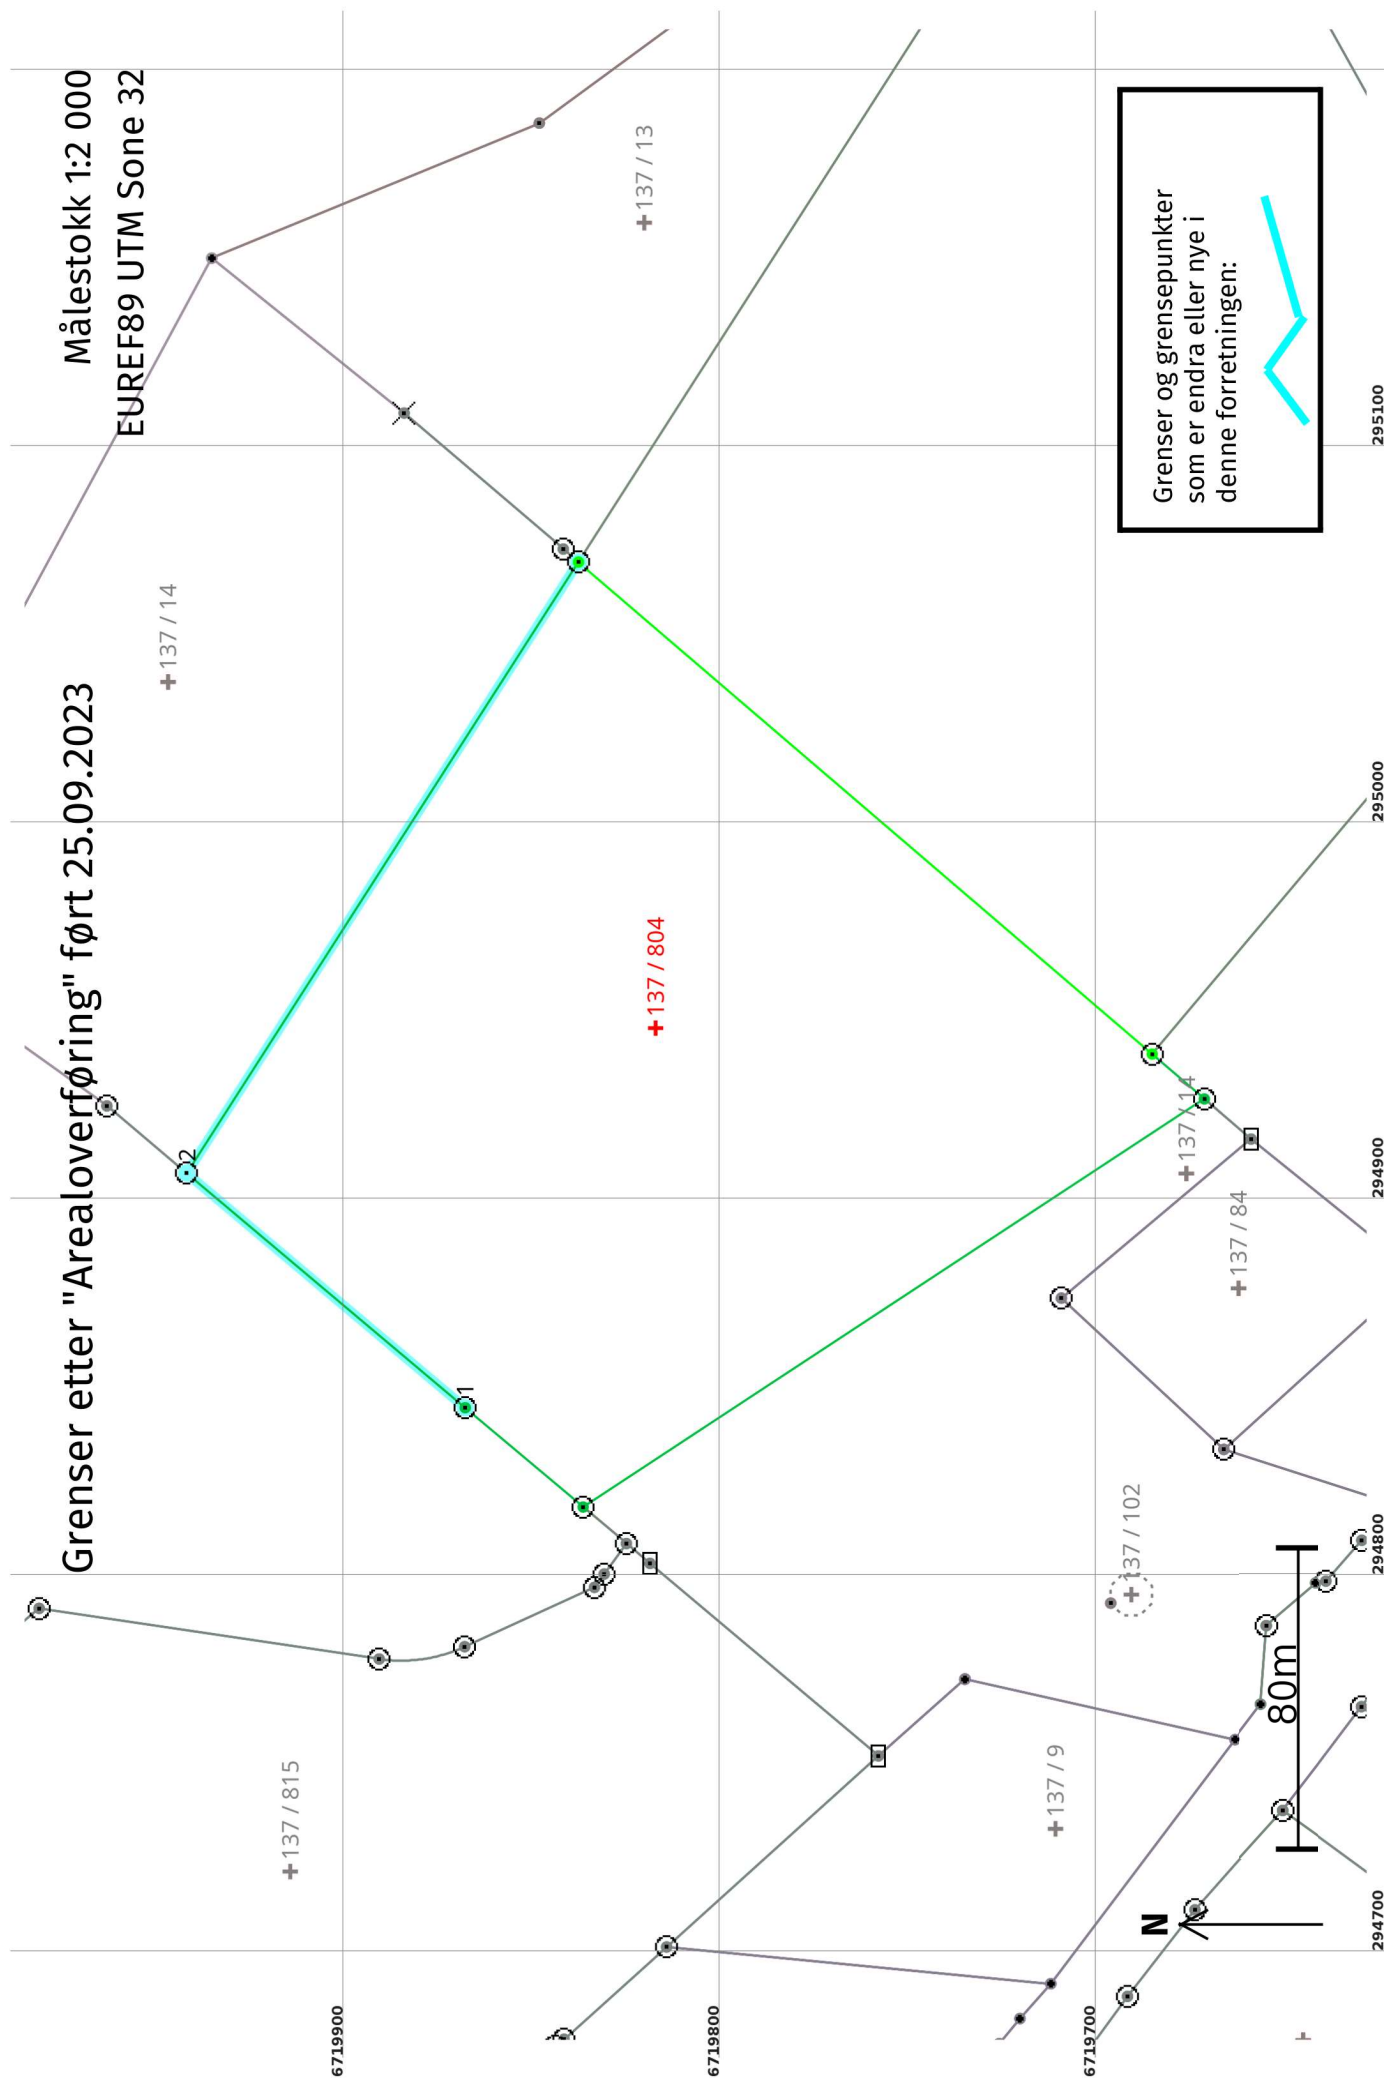 Grenser etter "Arealoverføring" ført 25.09.2023
Målestokk 1:2 000
EUREF89 UTM Sone 32
137 / 14
137 / 13
2
137 / 804
1
137 / 815
137 / 14
137 / 84
137 / 102
137 / 9
Grenser og grensepunkter
som er endra eller nye i
denne forretningen:
80m
N
6719900
6719800
6719700
294700
294800
294900
295000
295100